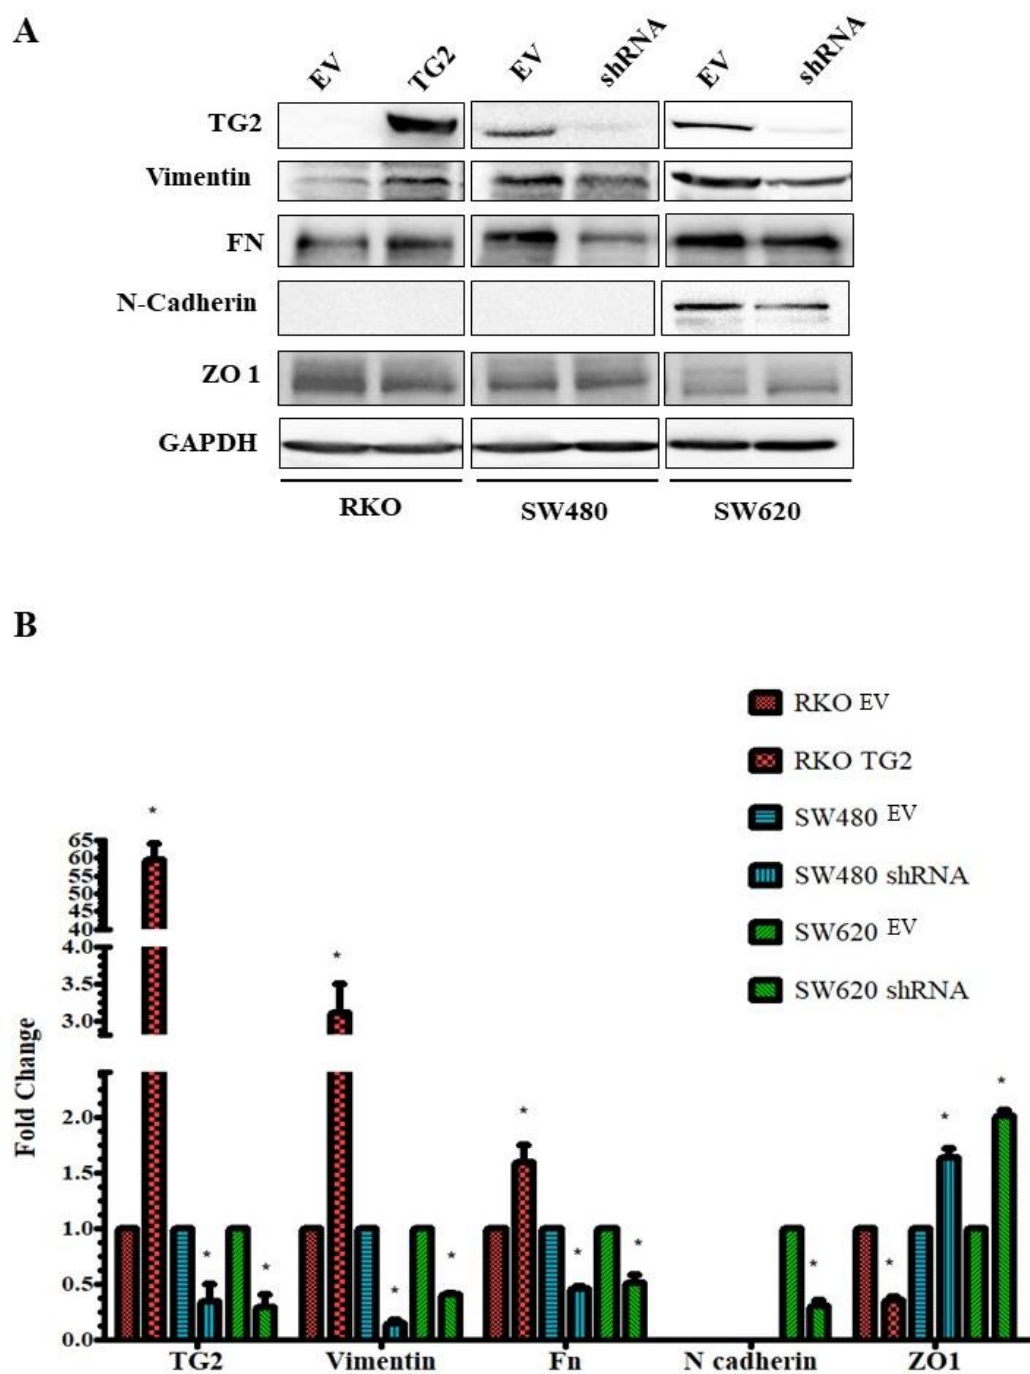 A
EV TG2 EV shRNA EV shRNA
TG2
Vimentin
FN
N-Cadherin
ZO 1
GAPDH
RKO SW480 SW620
B
RKO EV
RKO TG2
SW480 EV
SW480 shRNA
SW620 EV
SW620 shRNA
*
65
60
55
50
45
40
4.0
*
3.5
3.0
Fold Change
*
2.0
* *
1.5
1.0
* * * * * *
0.5
*
0.0
TG2 Vimentin Fn N cadherin ZO1